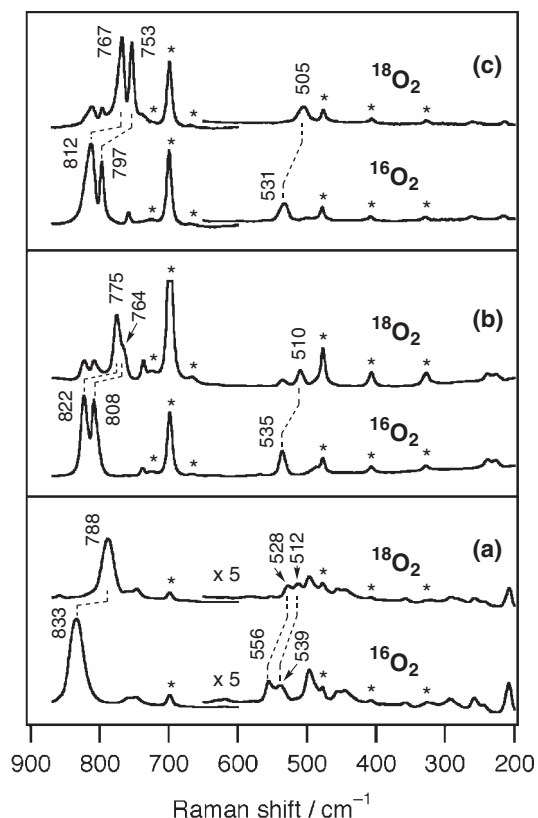 767 753 (c)
* * * 505 * * * ¹⁸O₂
812 797 531 ¹⁶O₂
* * * * * *
775 764 (b)
* * 510 * * * ¹⁸O₂
822 808 535 ¹⁶O₂
* * * * * *
788 (a)
* x 5 528 512 * * * ¹⁸O₂
833 556 539 ¹⁶O₂
* x 5 * * *
900 800 700 600 500 400 300 200
Raman shift / cm⁻¹